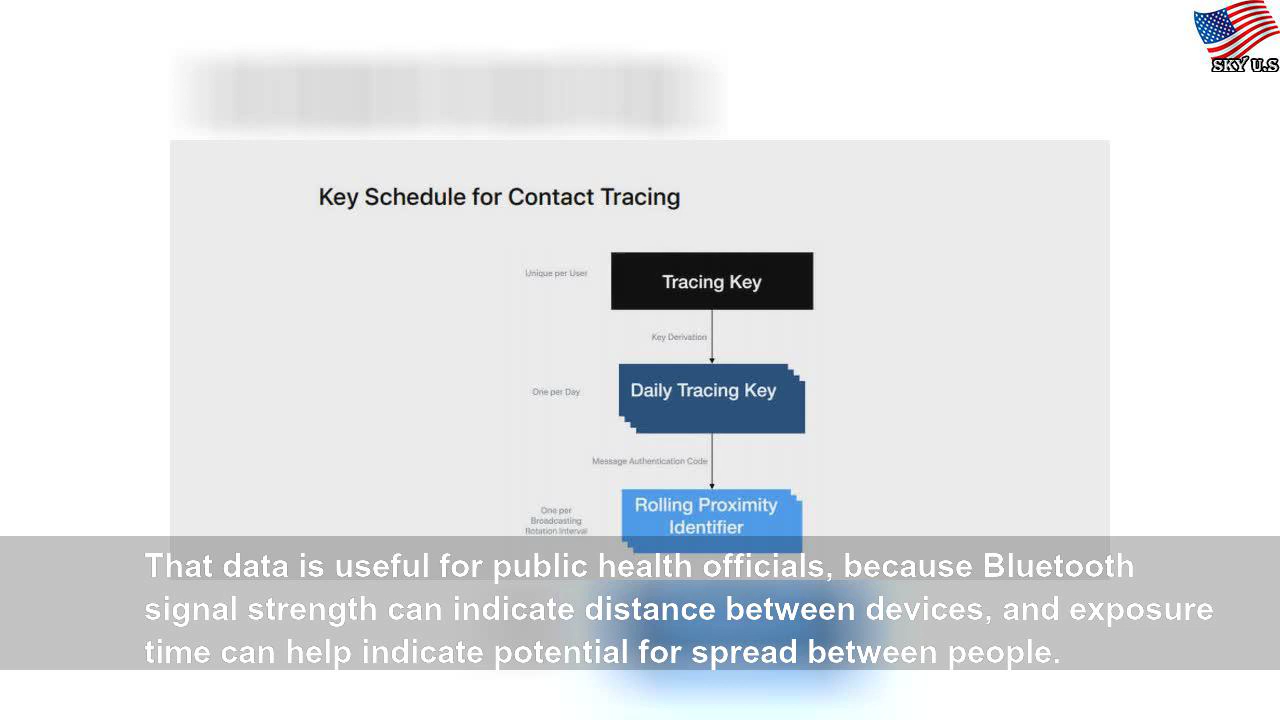 SKY U.S
Key Schedule for Contact Tracing
Unique per User
Tracing Key
Key Derivation
One per Day
Daily Tracing Key
Message Authentication Code
One per
Broadcasting
Rotation Interval
Rolling Proximity
Identifier
That data is useful for public health officials, because Bluetooth
signal strength can indicate distance between devices, and exposure
time can help indicate potential for spread between people.